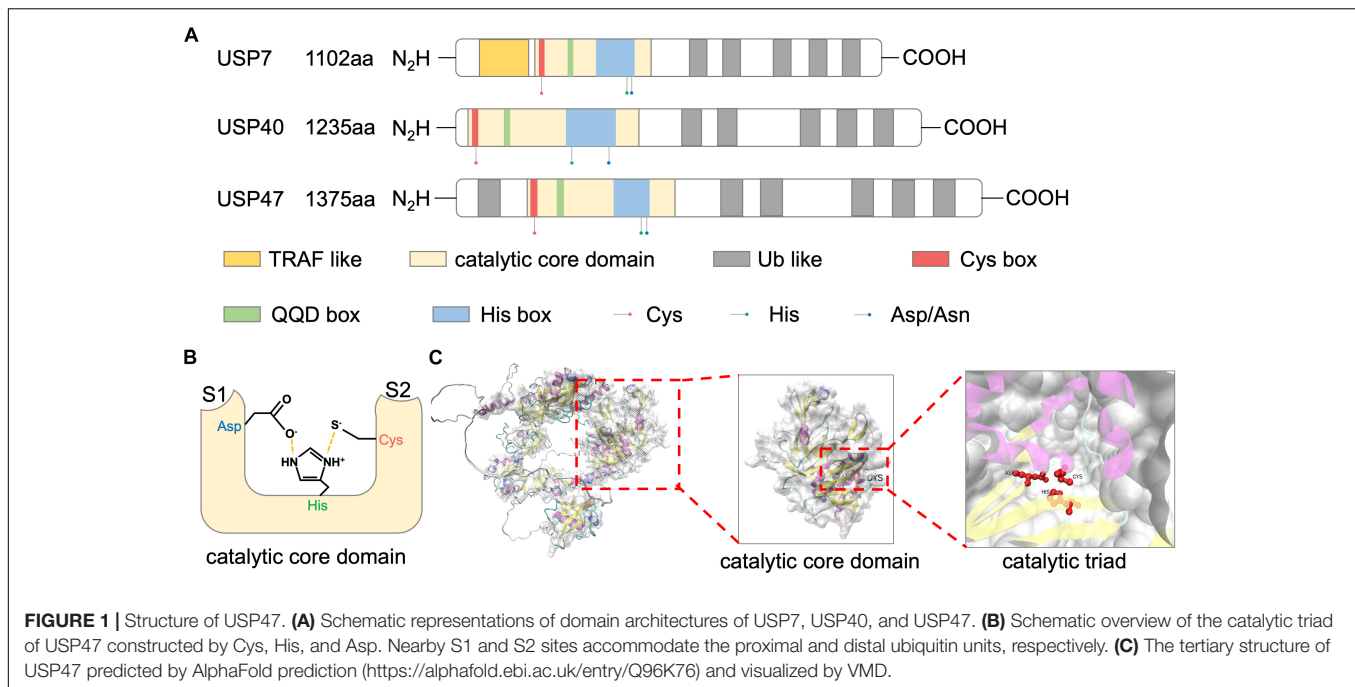 A
USP7 1102aa N₂H COOH
USP40 1235aa N₂H COOH
USP47 1375aa N₂H COOH
TRAF like catalytic core domain Ub like Cys box
QQD box His box Cys His Asp/Asn
B
C
S1 S2
O
Asp O⁻ S⁻ Cys
HN NH⁺
His
catalytic core domain
CYS
catalytic core domain
CYS
HIS
catalytic triad
FIGURE 1 | Structure of USP47. (A) Schematic representations of domain architectures of USP7, USP40, and USP47. (B) Schematic overview of the catalytic triad
of USP47 constructed by Cys, His, and Asp. Nearby S1 and S2 sites accommodate the proximal and distal ubiquitin units, respectively. (C) The tertiary structure of
USP47 predicted by AlphaFold prediction (https://alphafold.ebi.ac.uk/entry/Q96K76) and visualized by VMD.